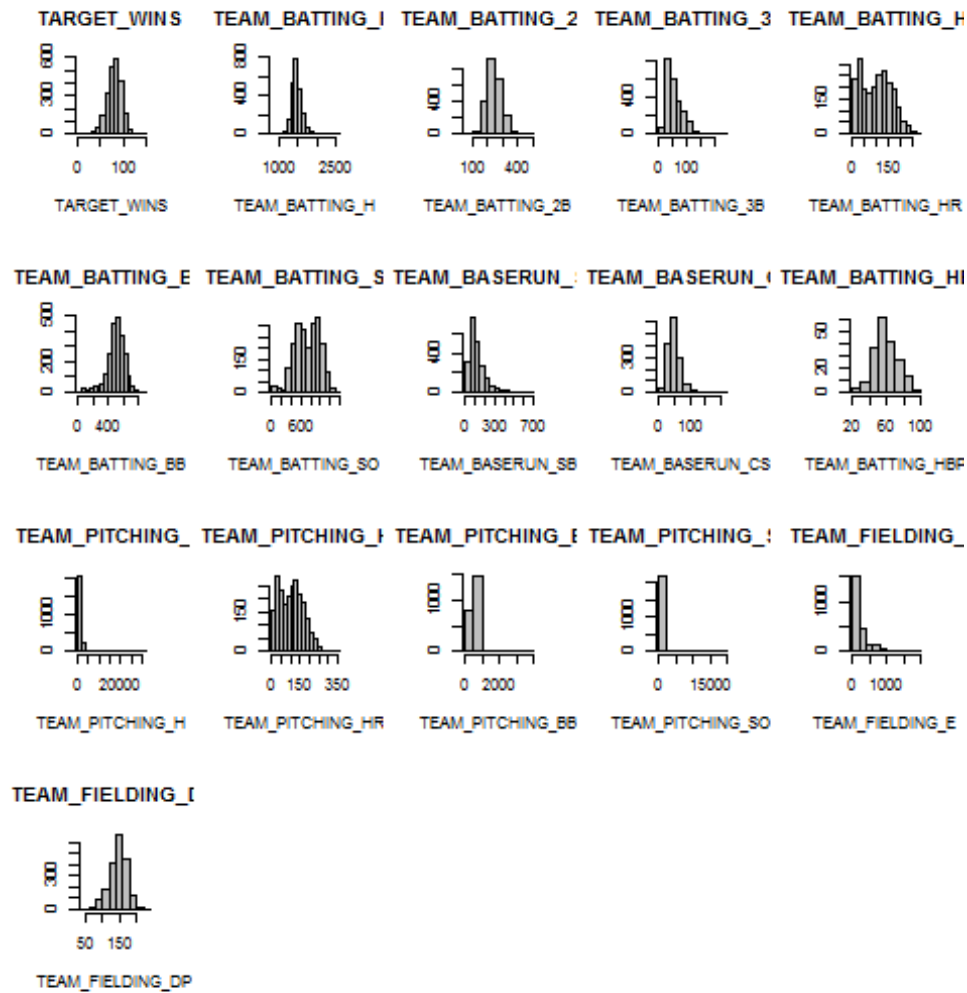 TARGET_WINS TEAM_BATTING_I TEAM_BATTING_2 TEAM_BATTING_3 TEAM_BATTING_H
600 400 400 400 150
300 0 0 0 0
0
0 100 1000 2500 100 400 0 100 0 150
TARGET_WINS TEAM_BATTING_H TEAM_BATTING_2B TEAM_BATTING_3B TEAM_BATTING_HR
TEAM_BATTING_E TEAM_BATTING_S TEAM_BASERUN_ TEAM_BASERUN_( TEAM_BATTING_HI
500 150 400 300 50
200 0 0 0 20
0 0
0 400 0 600 0 300 700 0 100 20 60 100
TEAM_BATTING_BB TEAM_BATTING_SO TEAM_BASERUN_SB TEAM_BASERUN_CS TEAM_BATTING_HBP
TEAM_PITCHING_ TEAM_PITCHING_H TEAM_PITCHING_E TEAM_PITCHING_S TEAM_FIELDING_
1000 150 1000 1000 1000
0 0 0 0 0
0 20000 0 150 350 0 2000 0 15000 0 1000
TEAM_PITCHING_H TEAM_PITCHING_HR TEAM_PITCHING_BB TEAM_PITCHING_SO TEAM_FIELDING_E
TEAM_FIELDING_D
300
0
50 150
TEAM_FIELDING_DP